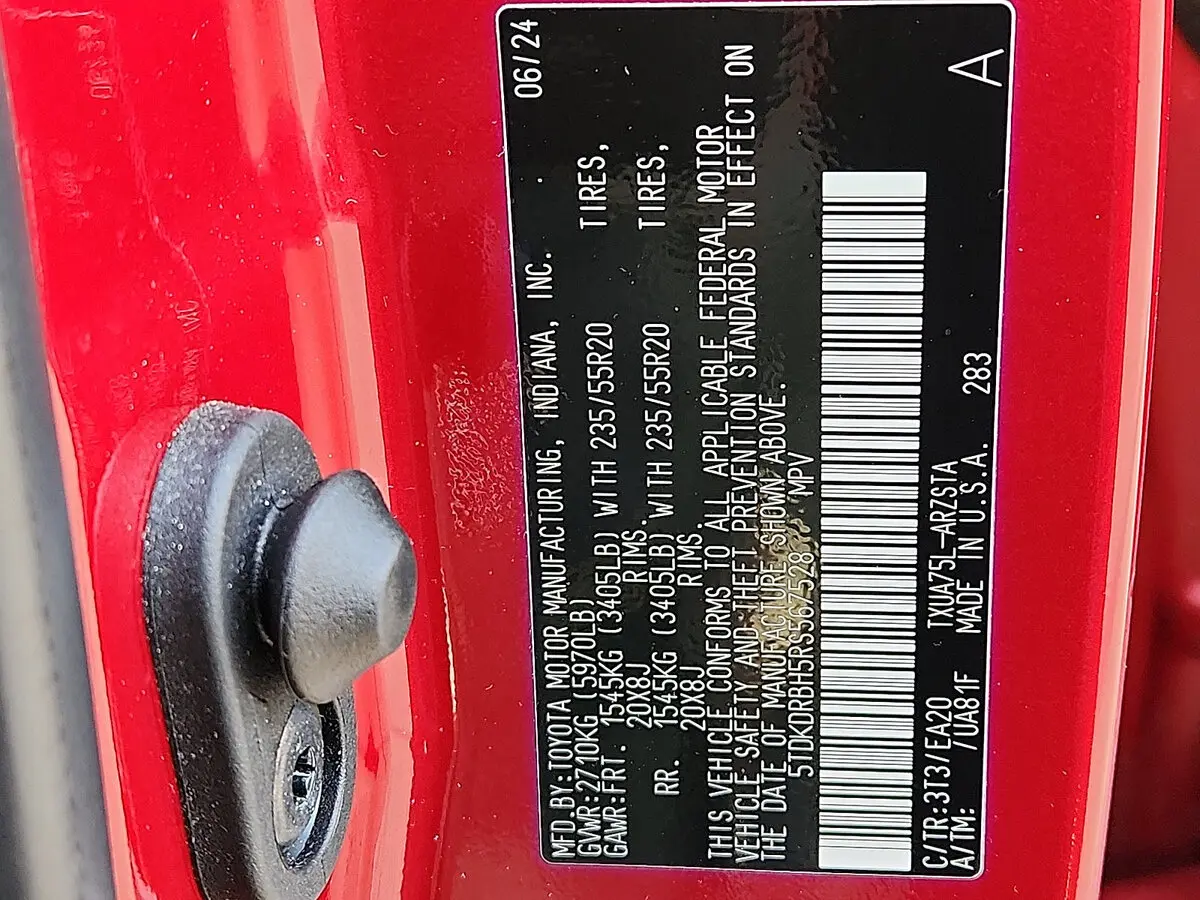 MFD.BY:TOYOTA MOTOR MANUFACTURING, INDIANA, INC. 06/24
GVWR:2710KG (5970LB)
GAWR:FRT. 1545KG (3405LB) WITH 235/55R20 TIRES,
20X8J RIMS.
RR. 1545KG (3405LB) WITH 235/55R20 TIRES,
20X8J RIMS.
THIS VEHICLE CONFORMS TO ALL APPLICABLE FEDERAL MOTOR
VEHICLE SAFETY AND THEFT PREVENTION STANDARDS IN EFFECT ON
THE DATE OF MANUFACTURE SHOWN ABOVE.
5TDKDRBH5RS567528 MPV
C/TR:3T3/EA20 TXUA75L-ARZSTA 283
A/TM: /UA81F MADE IN U.S.A. A